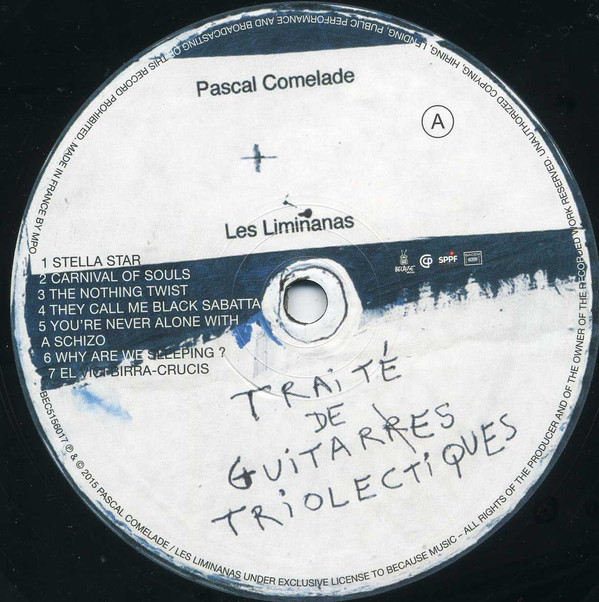 Pascal Comelade
A
+
Les Liminanas
1 STELLA STAR
2 CARNIVAL OF SOULS
3 THE NOTHING TWIST
4 THEY CALL ME BLACK SABATTA
5 YOU'RE NEVER ALONE WITH
A SCHIZO
6 WHY ARE WE SLEEPING ?
7 EL VICI BIRRA-CRUCIS
BECAUSE
SPPF
SACEM
TRAITÉ
DE
GUiTARRES
TRiOLECTiQUES
BEC5156017 ℗ & © 2015 PASCAL COMELADE / LES LIMINANAS UNDER EXCLUSIVE LICENSE TO BECAUSE MUSIC – ALL RIGHTS OF THE PRODUCER AND OF THE OWNER OF THE RECORDED WORK RESERVED. UNAUTHORIZED COPYING, HIRING, LENDING, PUBLIC PERFORMANCE AND BROADCASTING OF THIS RECORD PROHIBITED. MADE IN FRANCE BY MPO